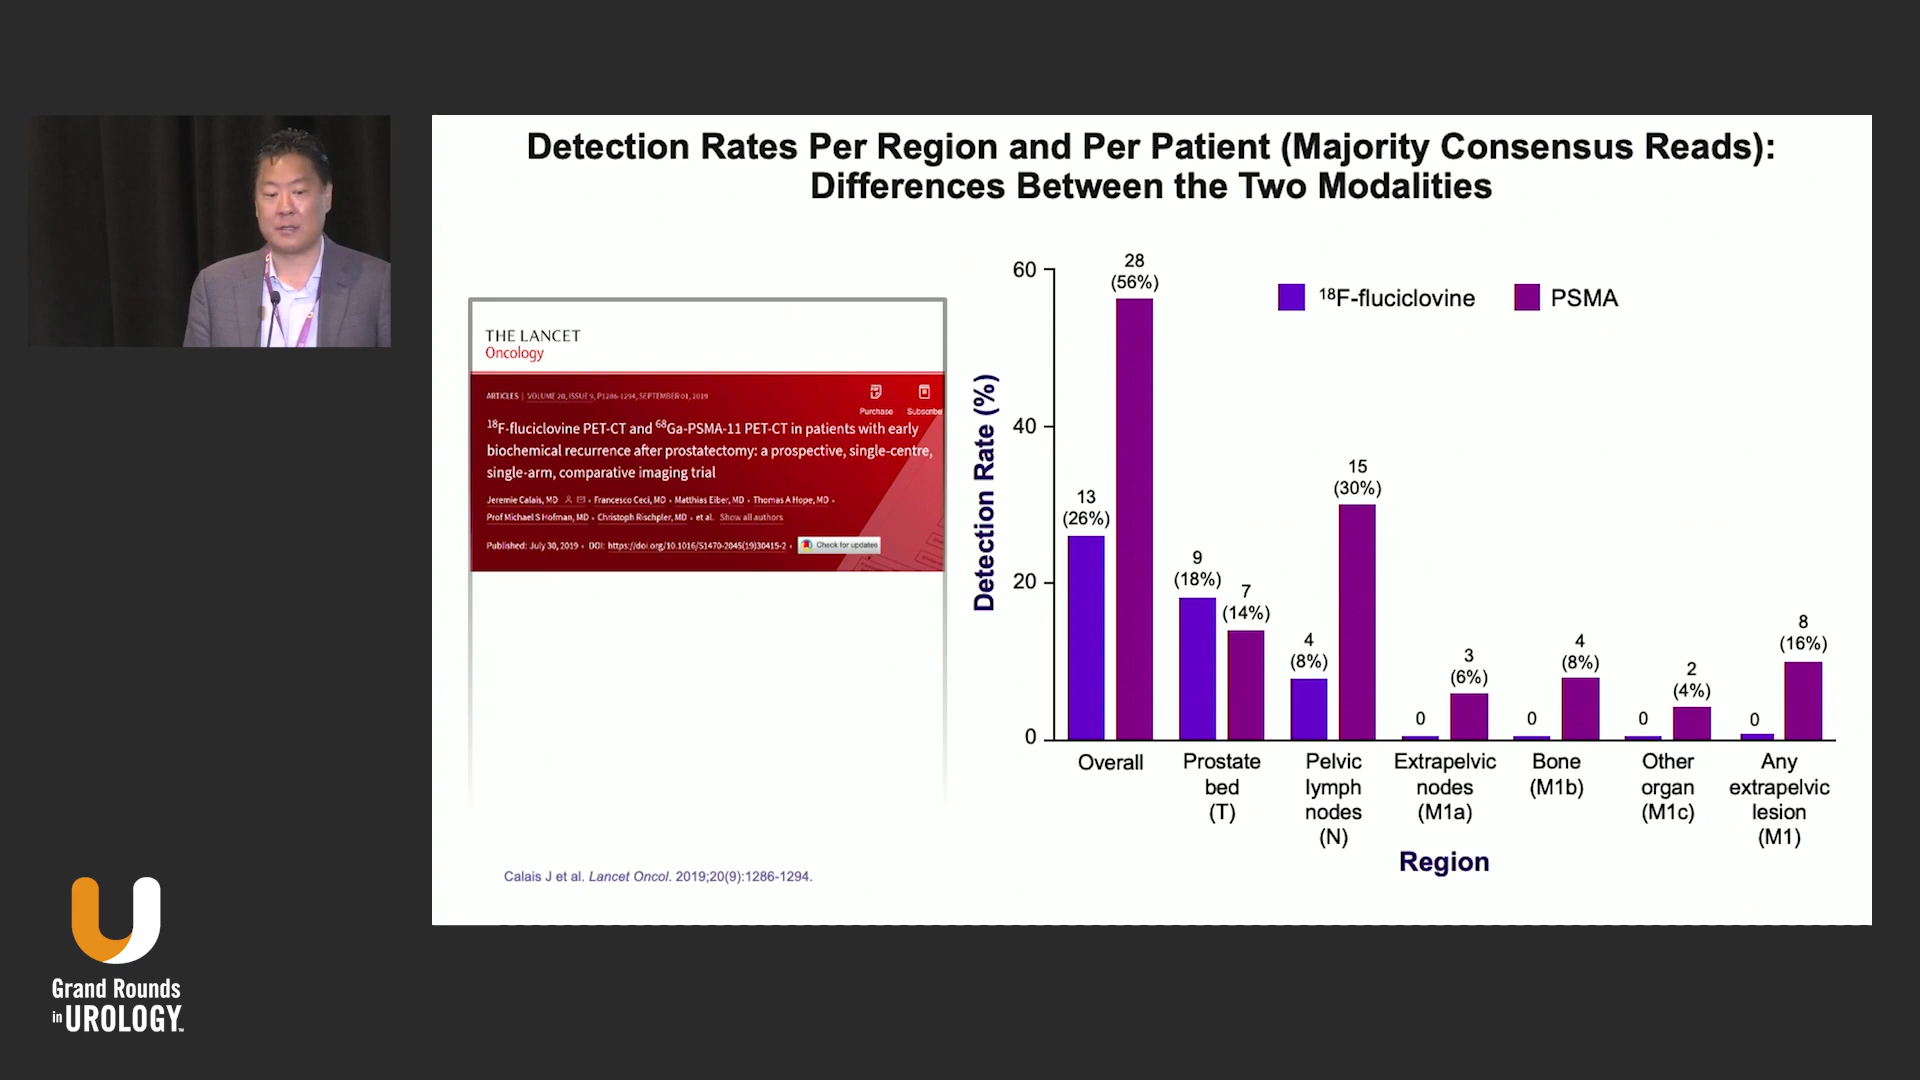 Detection Rates Per Region and Per Patient (Majority Consensus Reads):
Differences Between the Two Modalities
THE LANCET
Oncology
ARTICLES | VOLUME 20, ISSUE 9, P1286-1294, SEPTEMBER 01, 2019
Purchase Subscribe
18F-fluciclovine PET-CT and 68Ga-PSMA-11 PET-CT in patients with early
biochemical recurrence after prostatectomy: a prospective, single-centre,
single-arm, comparative imaging trial
Jeremie Calais, MD • Francesco Ceci, MD • Matthias Eiber, MD • Thomas A Hope, MD •
Prof Michael S Hofman, MD • Christoph Rischpler, MD • et al. Show all authors
Published: July 30, 2019 • DOI: https://doi.org/10.1016/S1470-2045(19)30415-2 • Check for updates
Calais J et al. Lancet Oncol. 2019;20(9):1286-1294.
18F-fluciclovine PSMA
Detection Rate (%)
60
40
20
0
13
(26%)
28
(56%)
9
(18%)
7
(14%)
4
(8%)
15
(30%)
0
3
(6%)
0
4
(8%)
0
2
(4%)
0
8
(16%)
Overall
Prostate
bed
(T)
Pelvic
lymph
nodes
(N)
Extrapelvic
nodes
(M1a)
Bone
(M1b)
Other
organ
(M1c)
Any
extrapelvic
lesion
(M1)
Region
Grand Rounds
in UROLOGY™